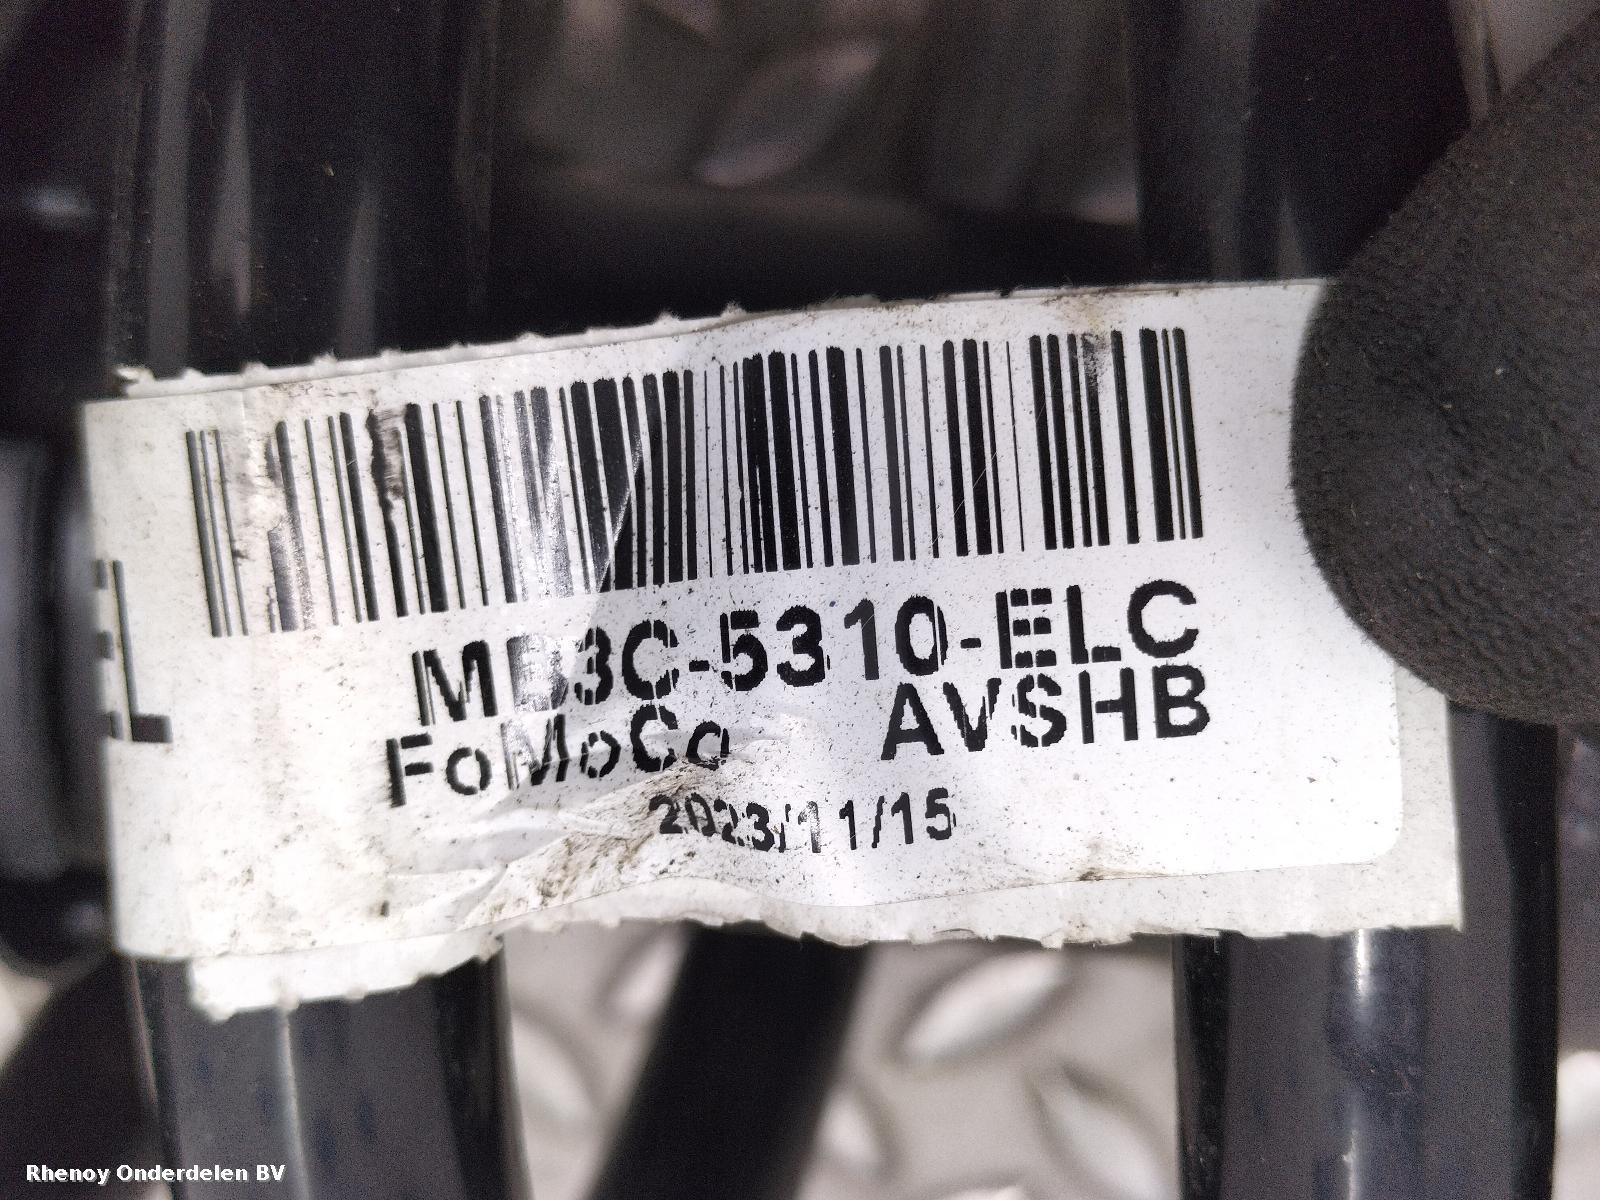 EL
MB3C-5310-ELC
FoMoCo AVSHB
2023/11/15
Rhenoy Onderdelen BV